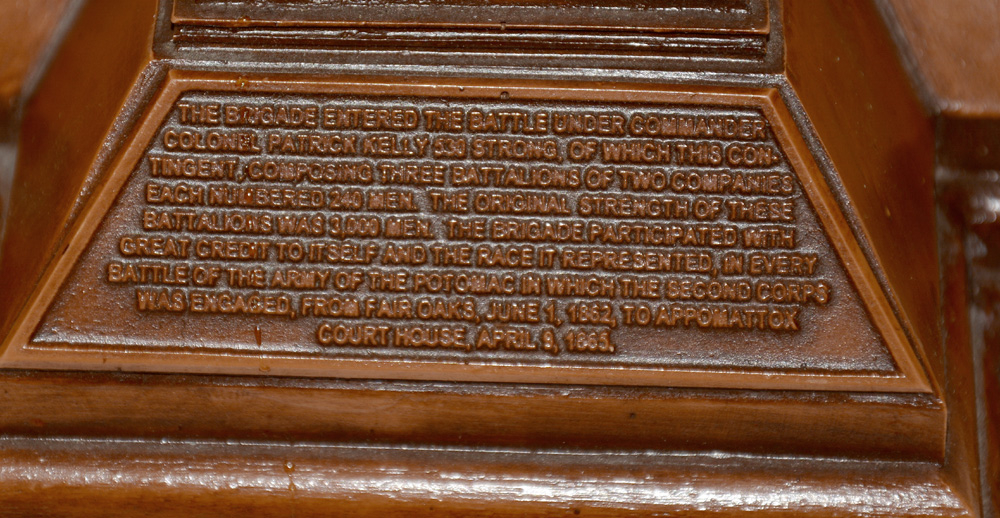 THE BRIGADE ENTERED THE BATTLE UNDER COMMANDER
COLONEL PATRICK KELLY 530 STRONG, OF WHICH THIS CON-
TINGENT, COMPOSING THREE BATTALIONS OF TWO COMPANIES
EACH NUMBERED 240 MEN. THE ORIGINAL STRENGTH OF THESE
BATTALIONS WAS 3,000 MEN. THE BRIGADE PARTICIPATED WITH
GREAT CREDIT TO ITSELF AND THE RACE IT REPRESENTED, IN EVERY
BATTLE OF THE ARMY OF THE POTOMAC IN WHICH THE SECOND CORPS
WAS ENGAGED, FROM FAIR OAKS, JUNE 1, 1862, TO APPOMATTOX
COURT HOUSE, APRIL 9, 1865.